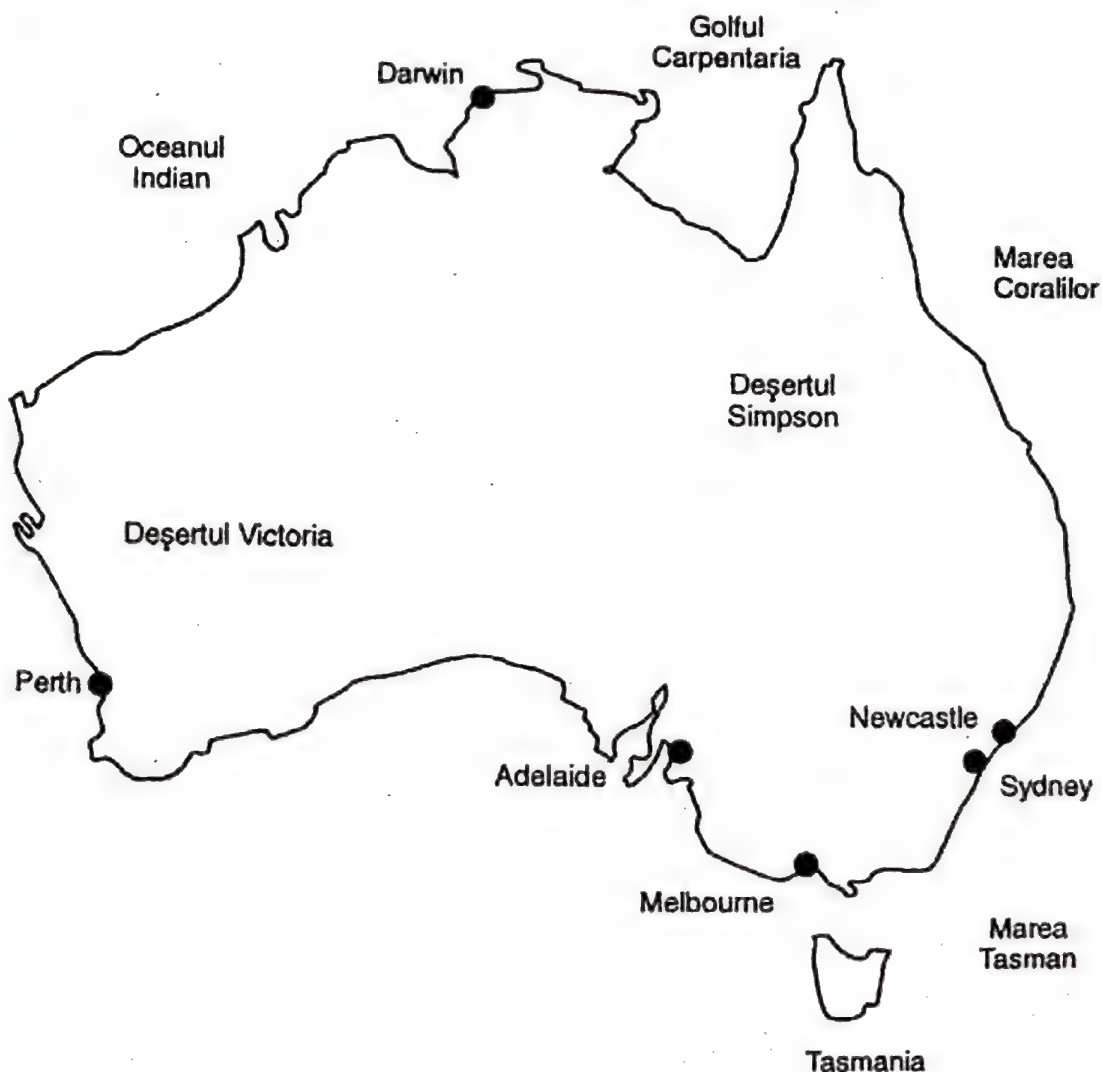 Golful
Carpentaria
Darwin
Oceanul
Indian
Marea
Coralilor
Deşertul
Simpson
Deşertul Victoria
Perth
Newcastle
Adelaide
Sydney
Melbourne
Marea
Tasman
Tasmania